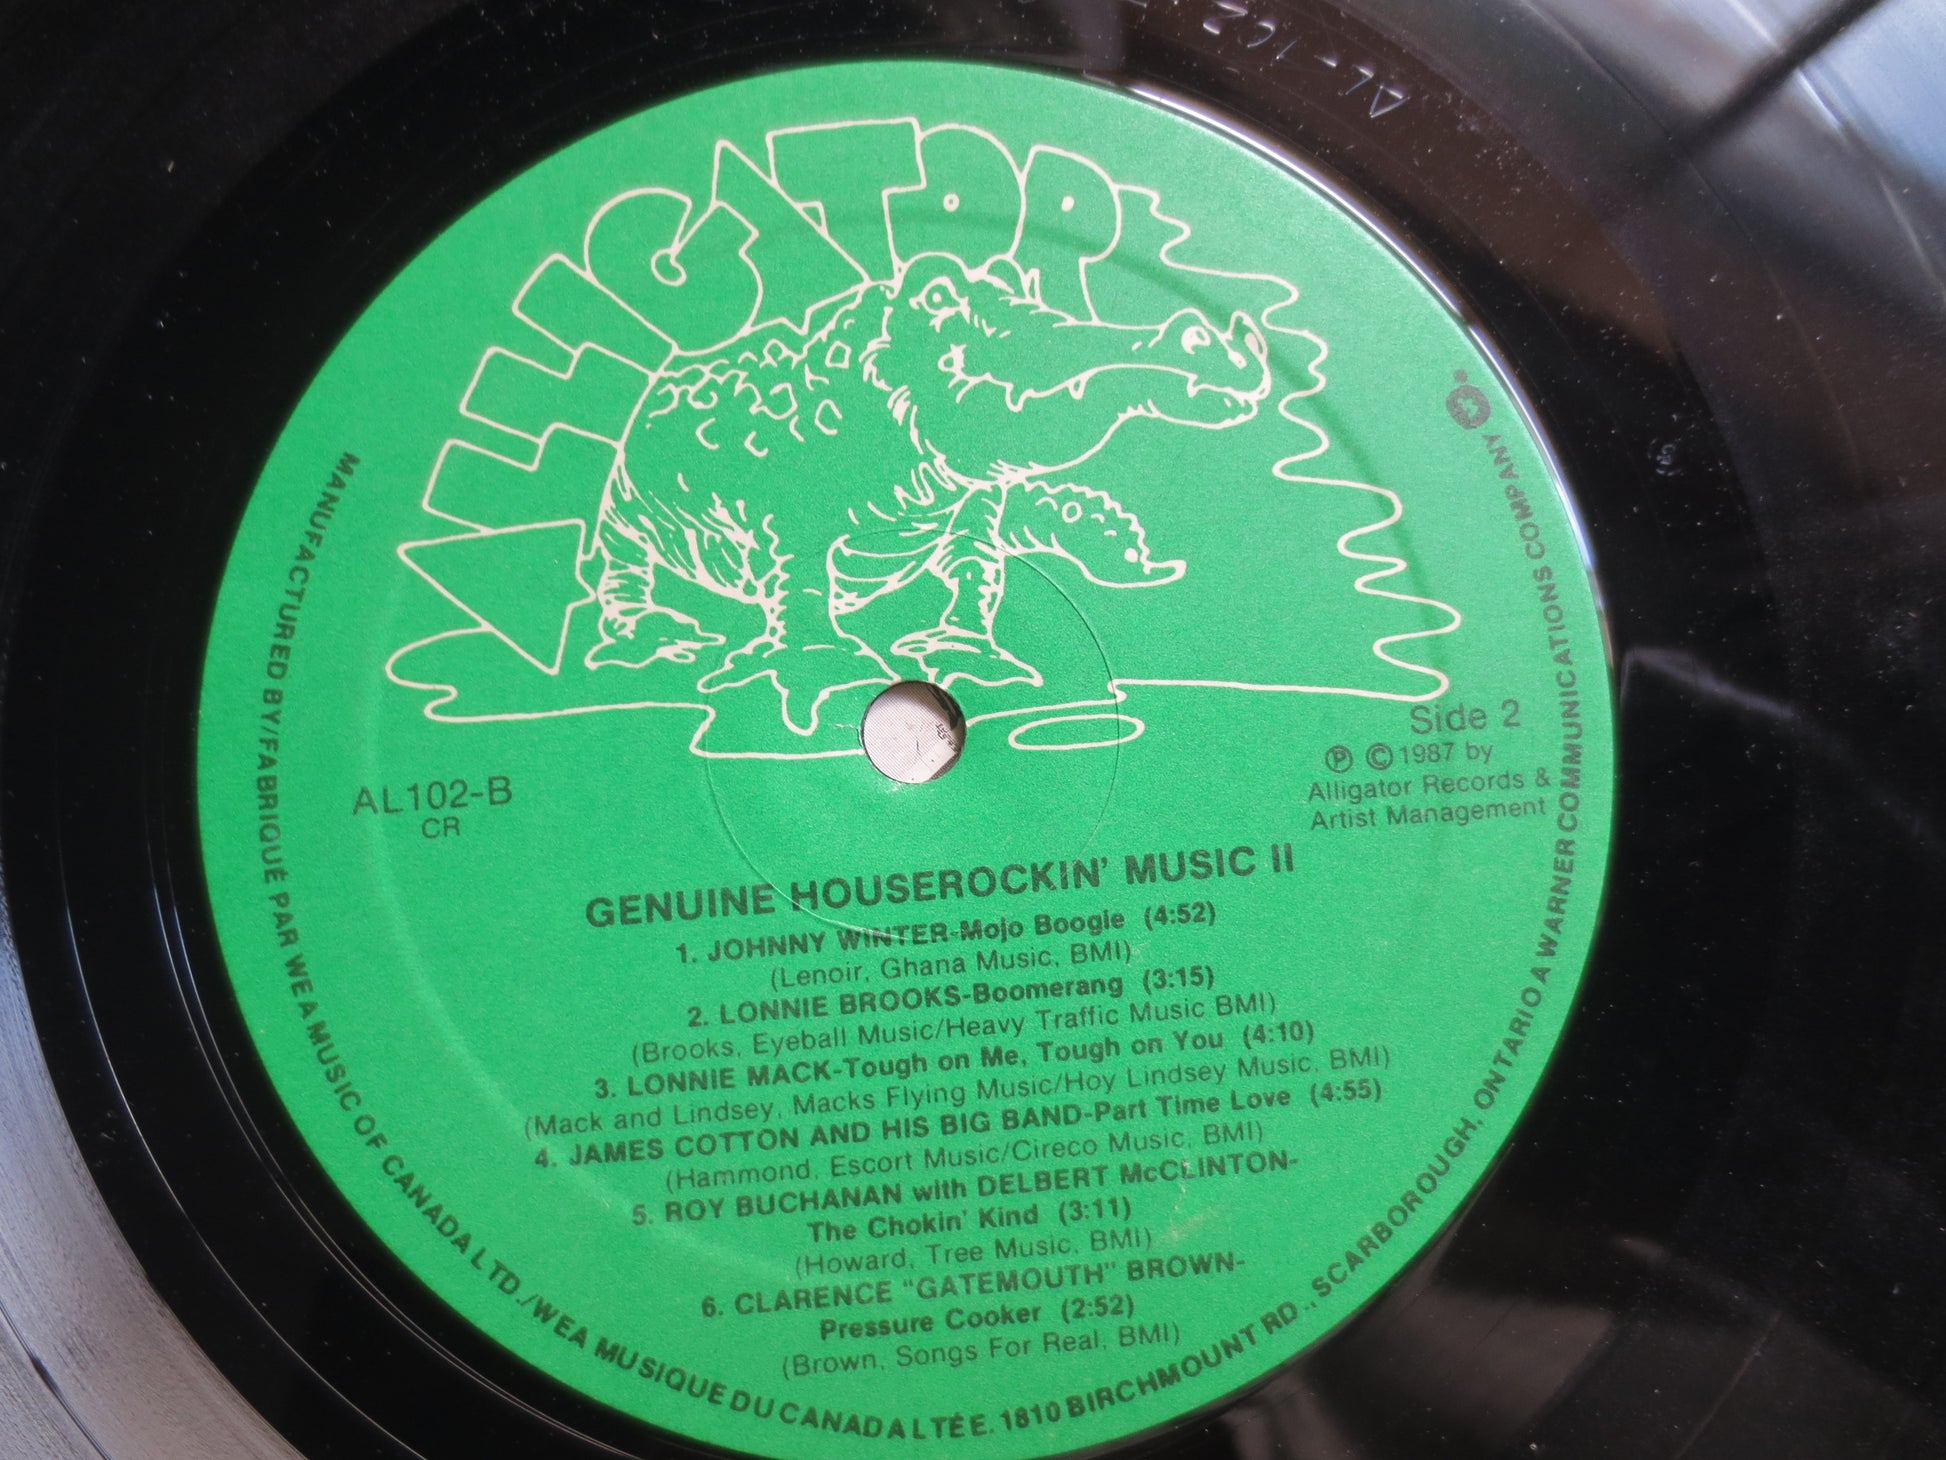 ALLIGATOR
AL-102
Side 2
℗ © 1987 by
Alligator Records &
Artist Management
AL102-B
CR
GENUINE HOUSEROCKIN' MUSIC II
1. JOHNNY WINTER-Mojo Boogie (4:52)
(Lenoir, Ghana Music, BMI)
2. LONNIE BROOKS-Boomerang (3:15)
(Brooks, Eyeball Music/Heavy Traffic Music BMI)
3. LONNIE MACK-Tough on Me, Tough on You (4:10)
(Mack and Lindsey, Macks Flying Music/Hoy Lindsey Music, BMI)
4. JAMES COTTON AND HIS BIG BAND-Part Time Love (4:55)
(Hammond, Escort Music/Cireco Music, BMI)
5. ROY BUCHANAN with DELBERT McCLINTON-
The Chokin' Kind (3:11)
(Howard, Tree Music, BMI)
6. CLARENCE "GATEMOUTH" BROWN-
Pressure Cooker (2:52)
(Brown, Songs For Real, BMI)
MANUFACTURED BY/FABRIQUÉ PAR WEA MUSIC OF CANADA LTD./WEA MUSIQUE DU CANADA LTÉE. 1810 BIRCHMOUNT RD., SCARBOROUGH, ONTARIO A WARNER COMMUNICATIONS COMPANY